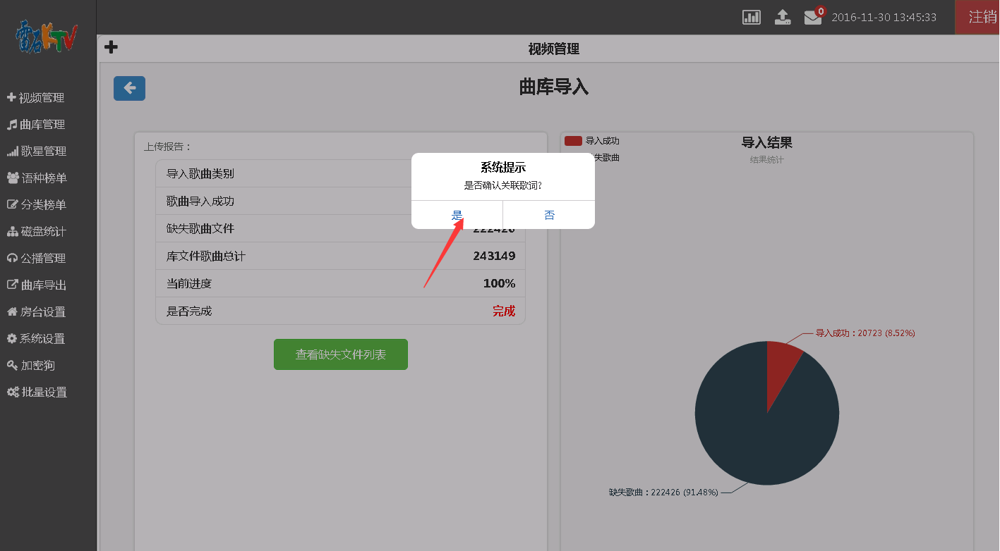 雷石KTV
0
2016-11-30 13:45:33
注销
视频管理
视频管理
曲库管理
歌星管理
语种榜单
分类榜单
磁盘统计
公播管理
曲库导出
房台设置
系统设置
加密狗
批量设置
曲库导入
上传报告：
导入歌曲类别
歌曲导入成功
缺失歌曲文件
222426
库文件歌曲总计
243149
当前进度
100%
是否完成
完成
查看缺失文件列表
系统提示
是否确认关联歌词?
是
否
导入成功
失歌曲
导入结果
结果统计
导入成功：20723 (8.52%)
缺失歌曲：222426 (91.48%)